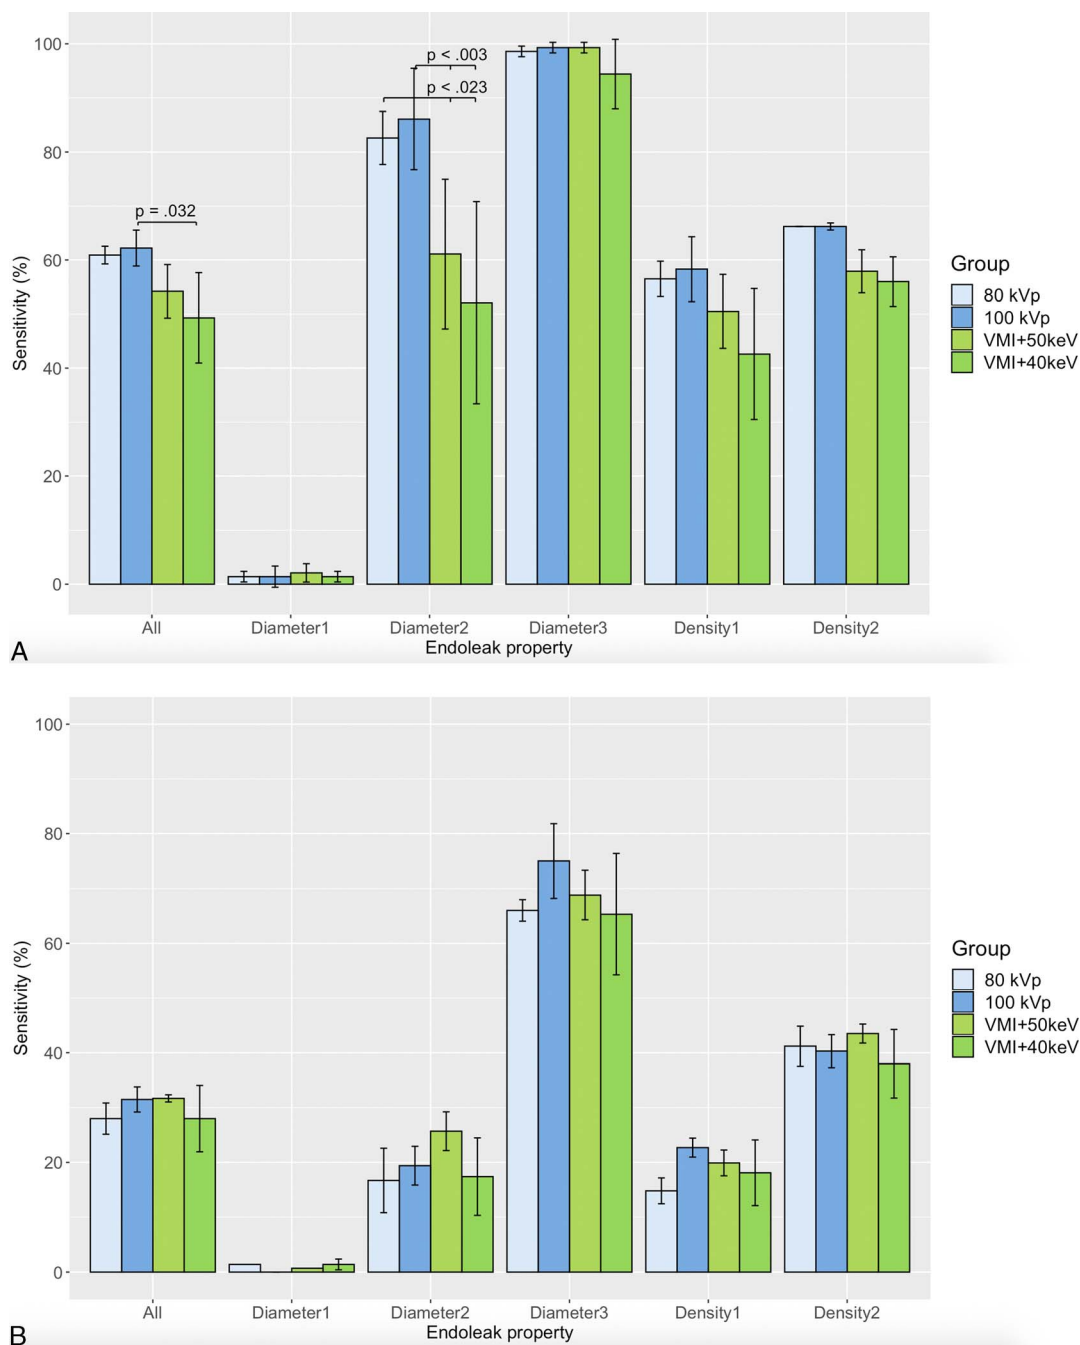 100
80
60
40
20
0
Sensitivity (%)
p = .032
p < .003
p < .023
All Diameter1 Diameter2 Diameter3 Density1 Density2
Endoleak property
Group
80 kVp
100 kVp
VMI+50keV
VMI+40keV
A
100
80
60
40
20
0
Sensitivity (%)
All Diameter1 Diameter2 Diameter3 Density1 Density2
Endoleak property
Group
80 kVp
100 kVp
VMI+50keV
VMI+40keV
B